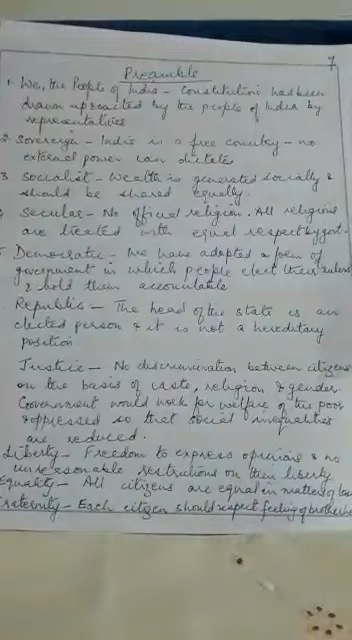 7
Preamble
1. We, the People of India - Constitution has been
drawn up & enacted by the people of India by
representatives
2. Sovereign - India is a free country - no
external power can dictate
3 Socialist - Wealth is generated socially &
should be shared equally.
Secular - No official religion. All religions
are treated with equal respect by govt.
Democratic - We have adopted a form of
government in which people elect their rulers
& hold them accountable
Republic - The head of the state is an
elected person & it is not a hereditary
position
Justice - No discrimination between citizens
on the basis of caste, religion & gender.
Government would work for welfare of the poor
& oppressed so that social inequalities
are reduced.
Liberty - Freedom to express opinions & no
unreasonable restrictions on their liberty
Equality - All citizens are equal in matters of law
Fraternity - Each citizen should respect feeling of